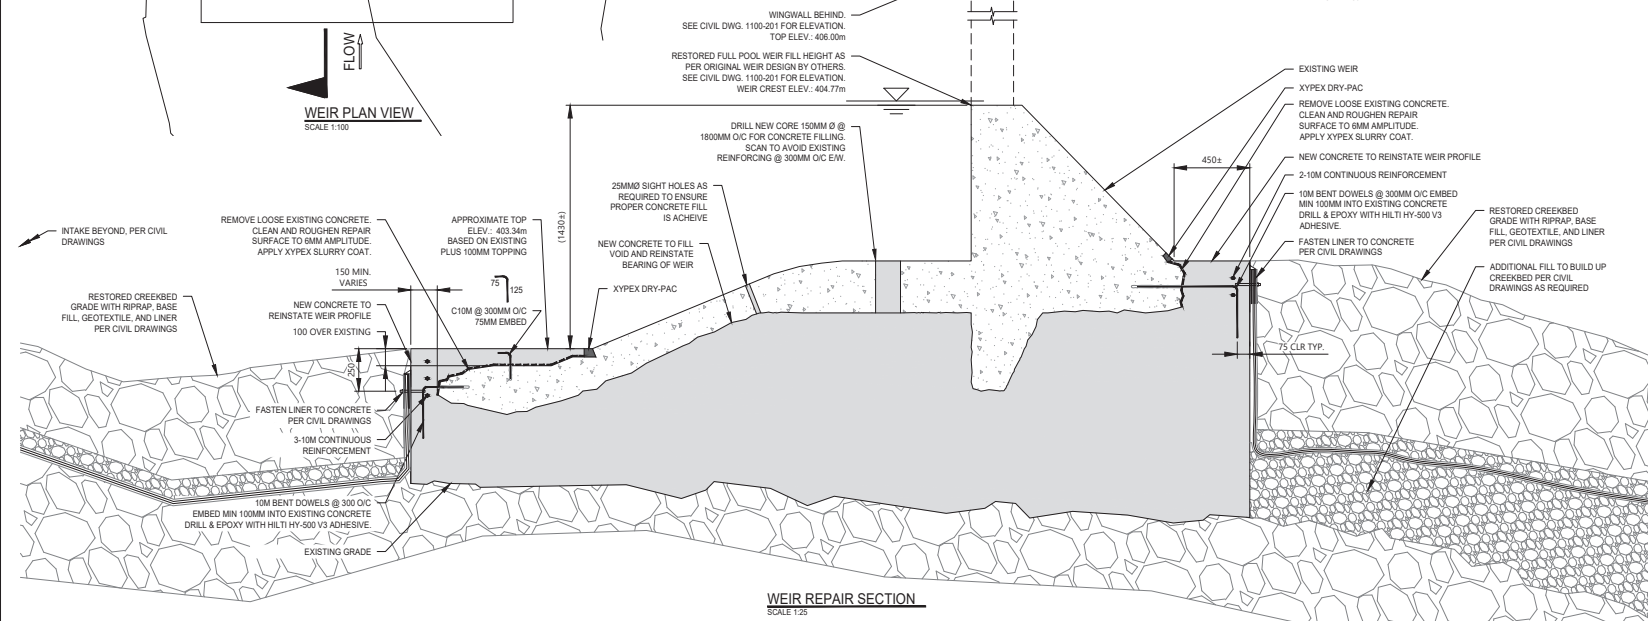 FLOW
WEIR PLAN VIEW
SCALE 1:100
WINGWALL BEHIND.
SEE CIVIL DWG. 1100-201 FOR ELEVATION.
TOP ELEV.: 406.00m
RESTORED FULL POOL WEIR FILL HEIGHT AS
PER ORIGINAL WEIR DESIGN BY OTHERS.
SEE CIVIL DWG. 1100-201 FOR ELEVATION.
WEIR CREST ELEV.: 404.77m
DRILL NEW CORE 150MM Ø @
1800MM O/C FOR CONCRETE FILLING.
SCAN TO AVOID EXISTING
REINFORCING @ 300MM O/C E/W.
25MMØ SIGHT HOLES AS
REQUIRED TO ENSURE
PROPER CONCRETE FILL
IS ACHEIVE
NEW CONCRETE TO FILL
VOID AND REINSTATE
BEARING OF WEIR
(1430±)
APPROXIMATE TOP
ELEV.: 403.34m
BASED ON EXISTING
PLUS 100MM TOPPING
75
125
C10M @ 300MM O/C
75MM EMBED
XYPEX DRY-PAC
REMOVE LOOSE EXISTING CONCRETE.
CLEAN AND ROUGHEN REPAIR
SURFACE TO 6MM AMPLITUDE.
APPLY XYPEX SLURRY COAT.
150 MIN.
VARIES
NEW CONCRETE TO
REINSTATE WEIR PROFILE
100 OVER EXISTING
250
INTAKE BEYOND, PER CIVIL
DRAWINGS
RESTORED CREEKBED
GRADE WITH RIPRAP, BASE
FILL, GEOTEXTILE, AND LINER
PER CIVIL DRAWINGS
FASTEN LINER TO CONCRETE
PER CIVIL DRAWINGS
3-10M CONTINUOUS
REINFORCEMENT
10M BENT DOWELS @ 300 O/C
EMBED MIN 100MM INTO EXISTING CONCRETE
DRILL & EPOXY WITH HILTI HY-500 V3 ADHESIVE.
EXISTING GRADE
EXISTING WEIR
XYPEX DRY-PAC
REMOVE LOOSE EXISTING CONCRETE.
CLEAN AND ROUGHEN REPAIR
SURFACE TO 6MM AMPLITUDE.
APPLY XYPEX SLURRY COAT.
450±
NEW CONCRETE TO REINSTATE WEIR PROFILE
2-10M CONTINUOUS REINFORCEMENT
10M BENT DOWELS @ 300MM O/C EMBED
MIN 100MM INTO EXISTING CONCRETE
DRILL & EPOXY WITH HILTI HY-500 V3
ADHESIVE.
FASTEN LINER TO CONCRETE
PER CIVIL DRAWINGS
75 CLR TYP.
RESTORED CREEKBED
GRADE WITH RIPRAP, BASE
FILL, GEOTEXTILE, AND LINER
PER CIVIL DRAWINGS
ADDITIONAL FILL TO BUILD UP
CREEKBED PER CIVIL
DRAWINGS AS REQUIRED
WEIR REPAIR SECTION
SCALE 1:25